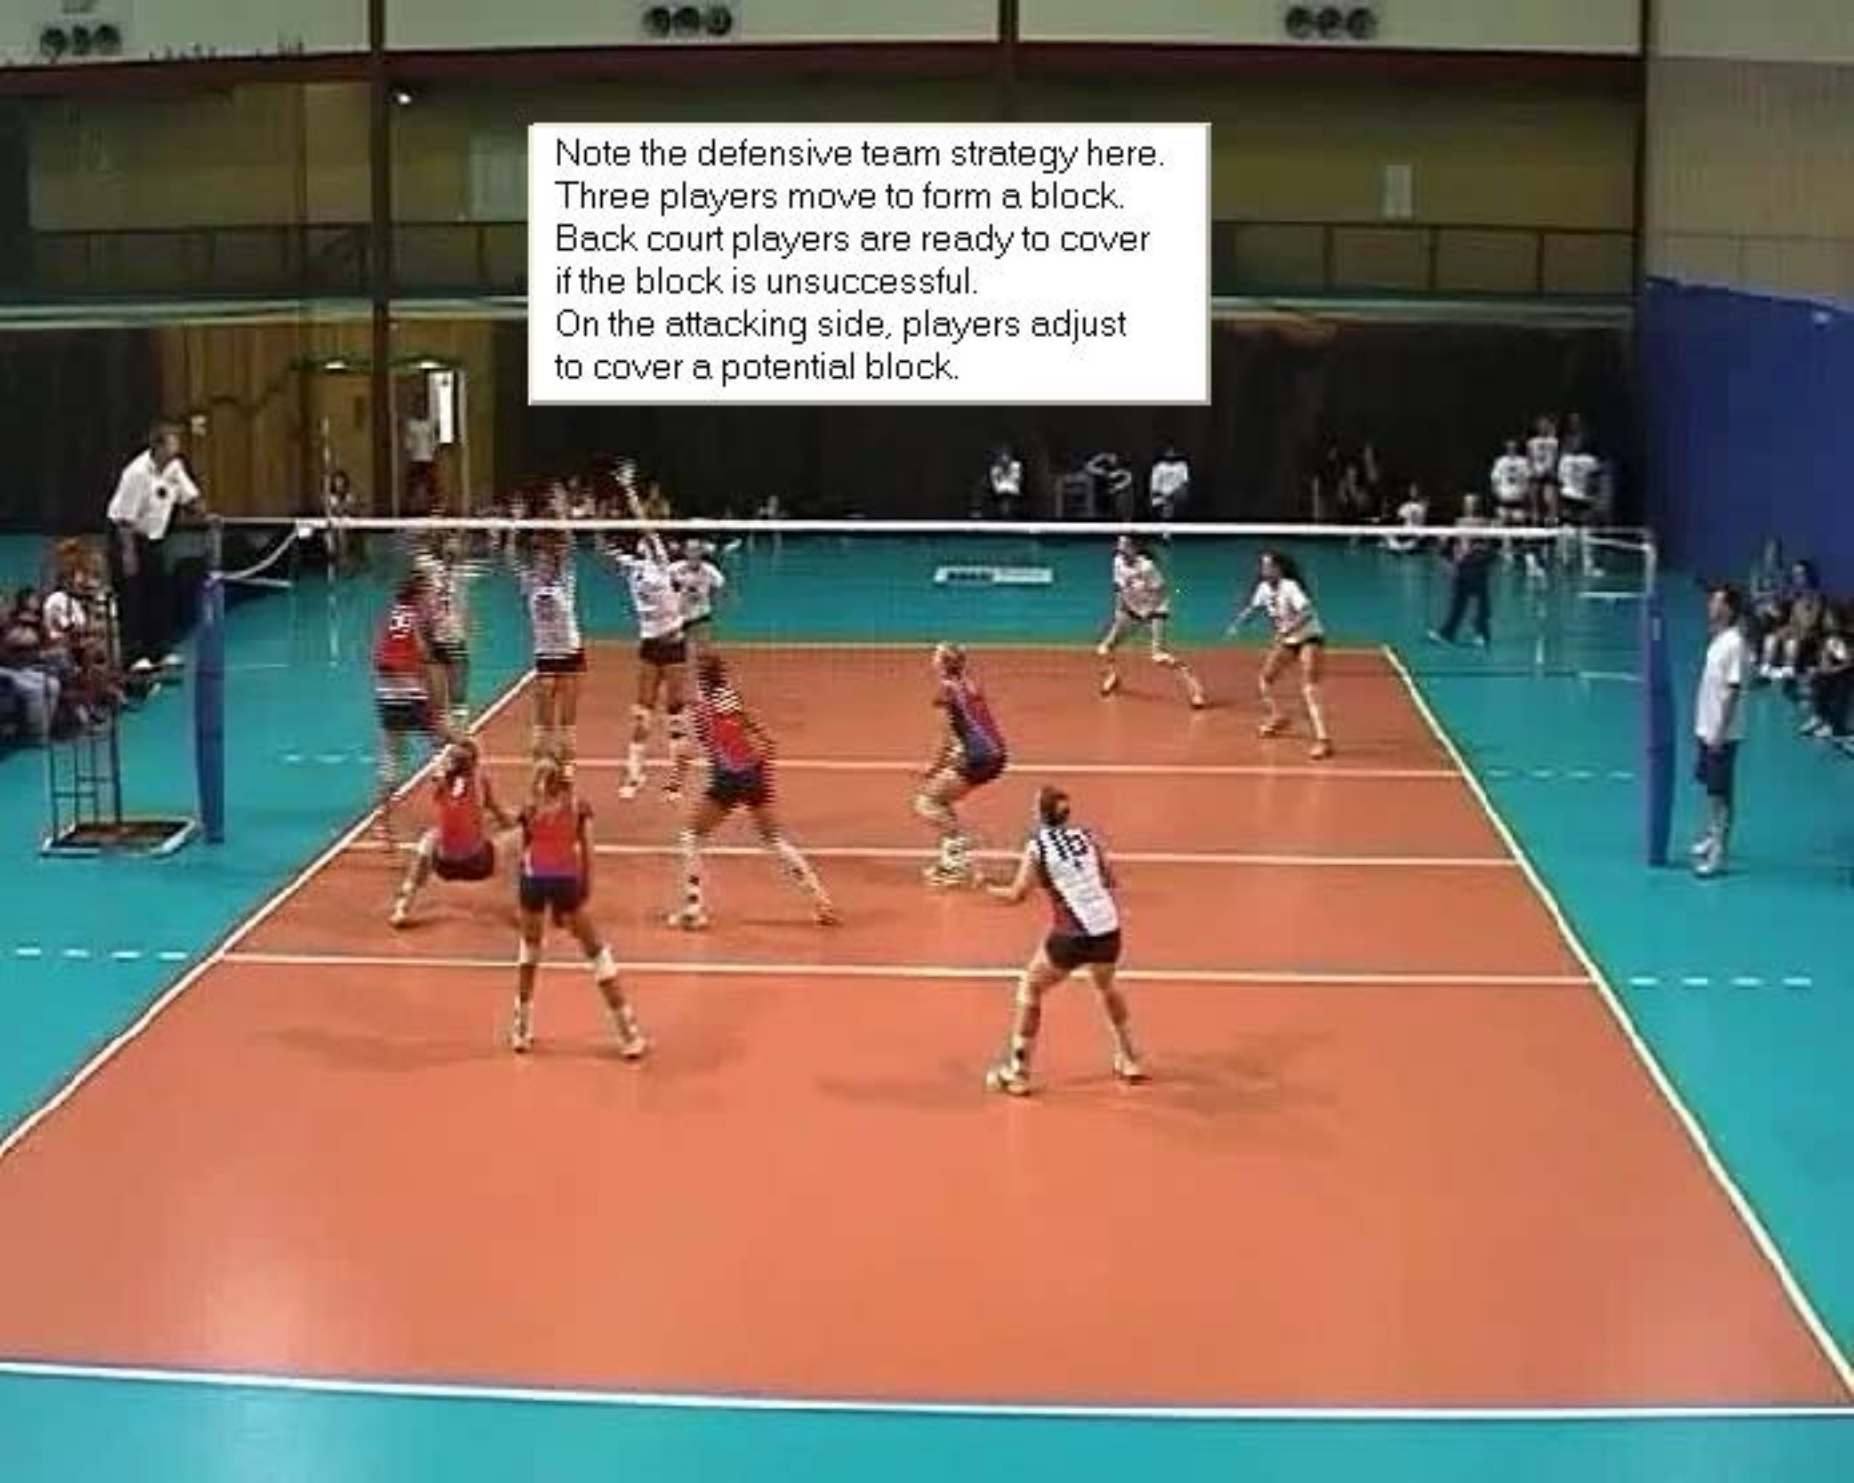 Note the defensive team strategy here.
Three players move to form a block.
Back court players are ready to cover
if the block is unsuccessful.
On the attacking side, players adjust
to cover a potential block.
16